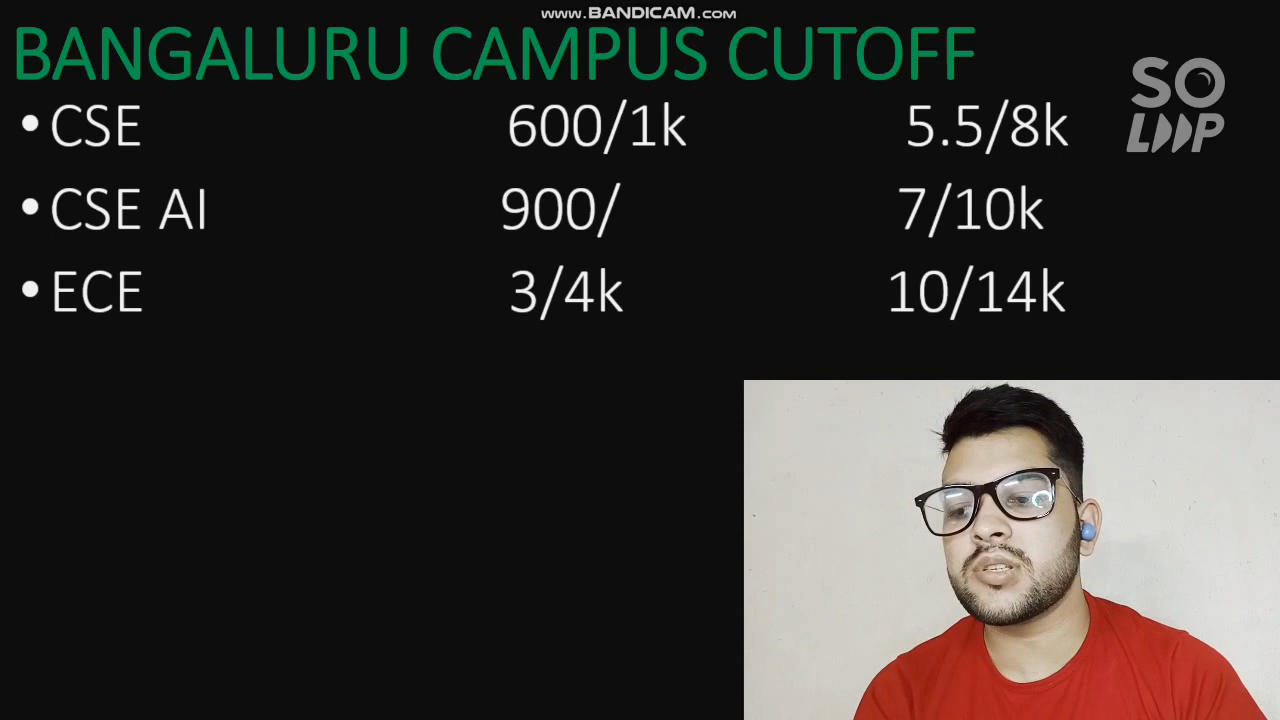 www.BANDICAM.com
BANGALURU CAMPUS CUTOFF
SO
LOOP
• CSE 600/1k 5.5/8k
• CSE AI 900/ 7/10k
• ECE 3/4k 10/14k